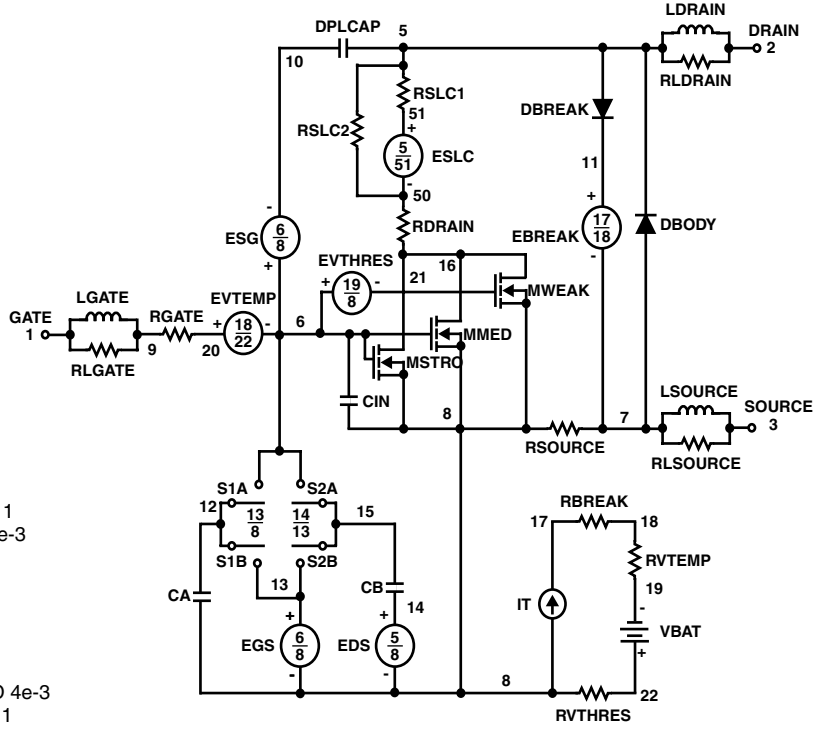 LDRAIN
DPLCAP 5 DRAIN
2
10
RLDRAIN
RSLC1
DBREAK
51
RSLC2 +
5
51
ESLC
11
-
50
-
+
RDRAIN
17
18
6
8
ESG
DBODY
EBREAK
+
EVTHRES
16
-
21
+
19
8
-
MWEAK
LGATE
EVTEMP
GATE
1
RGATE
+
18
22
-
6
MMED
9
20
MSTRO
RLGATE
LSOURCE
CIN
8
7
SOURCE
3
RSOURCE
RLSOURCE
S1A
S2A
12
13
8
14
13
15
RBREAK
17
18
1
e-3
S1B
S2B
RVTEMP
13
CB
19
CA
14
IT
-
+
+
VBAT
EGS
6
8
EDS
5
8
+
-
-
8
22
4e-3
1
RVTHRES